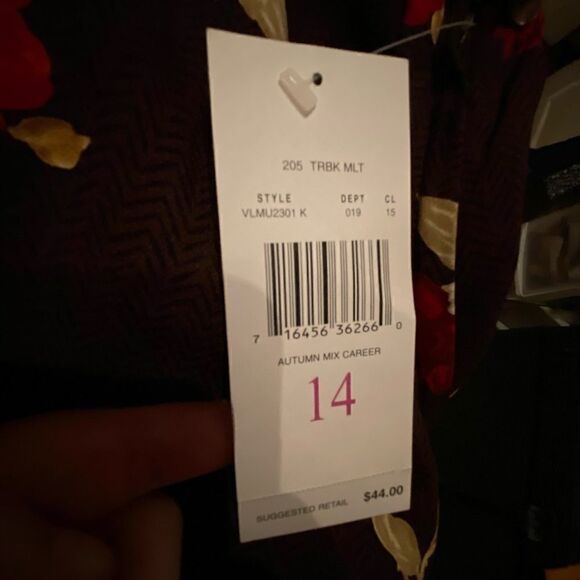 205 TRBK MLT
STYLE DEPT CL
VLMU2301 K 019 15
7 16456 36266 0
AUTUMN MIX CAREER
14
SUGGESTED RETAIL $44.00